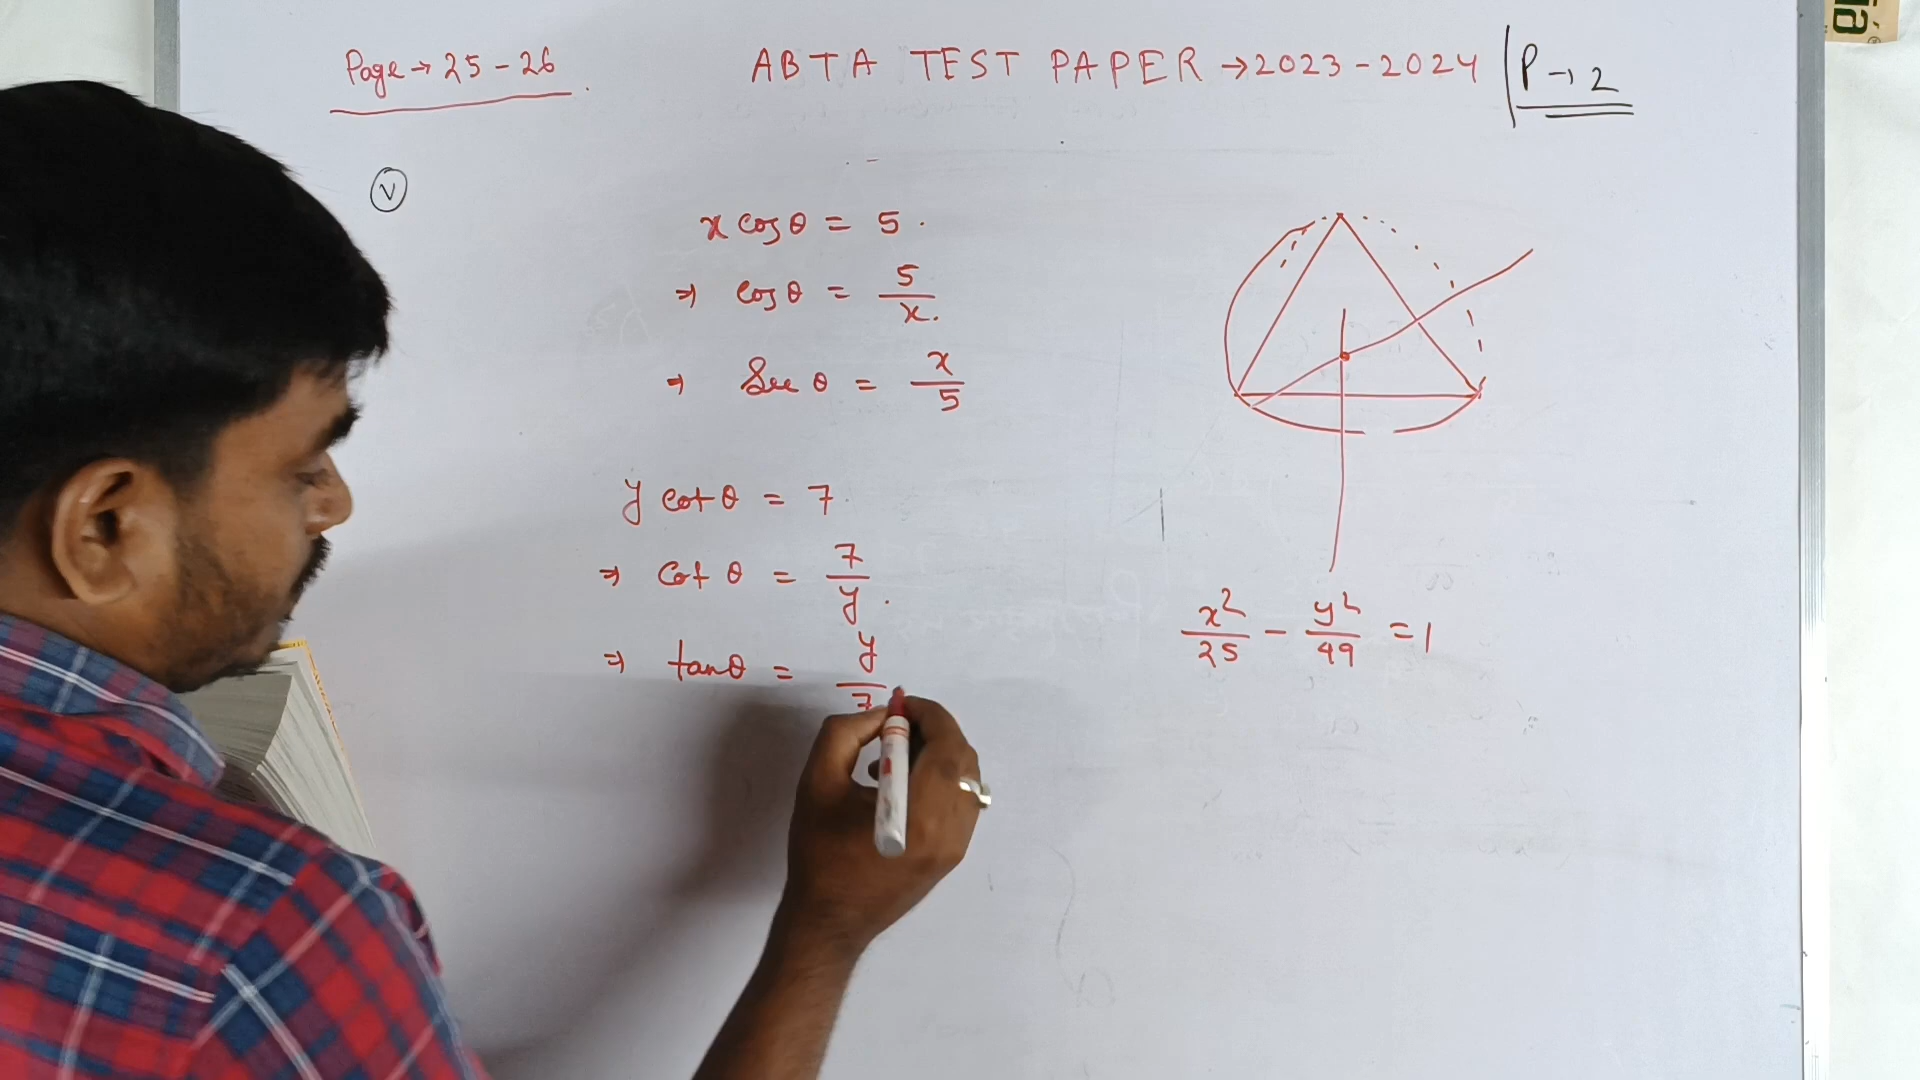 Page → 25 - 26
ABTA TEST PAPER → 2023 - 2024 | P → 2
(v)
x cosθ = 5.
⇒ cosθ = 5/x.
⇒ Sec θ = x/5
y cot θ = 7.
⇒ Cot θ = 7/y.
⇒ tanθ = y/7
x²/25 - y²/49 = 1